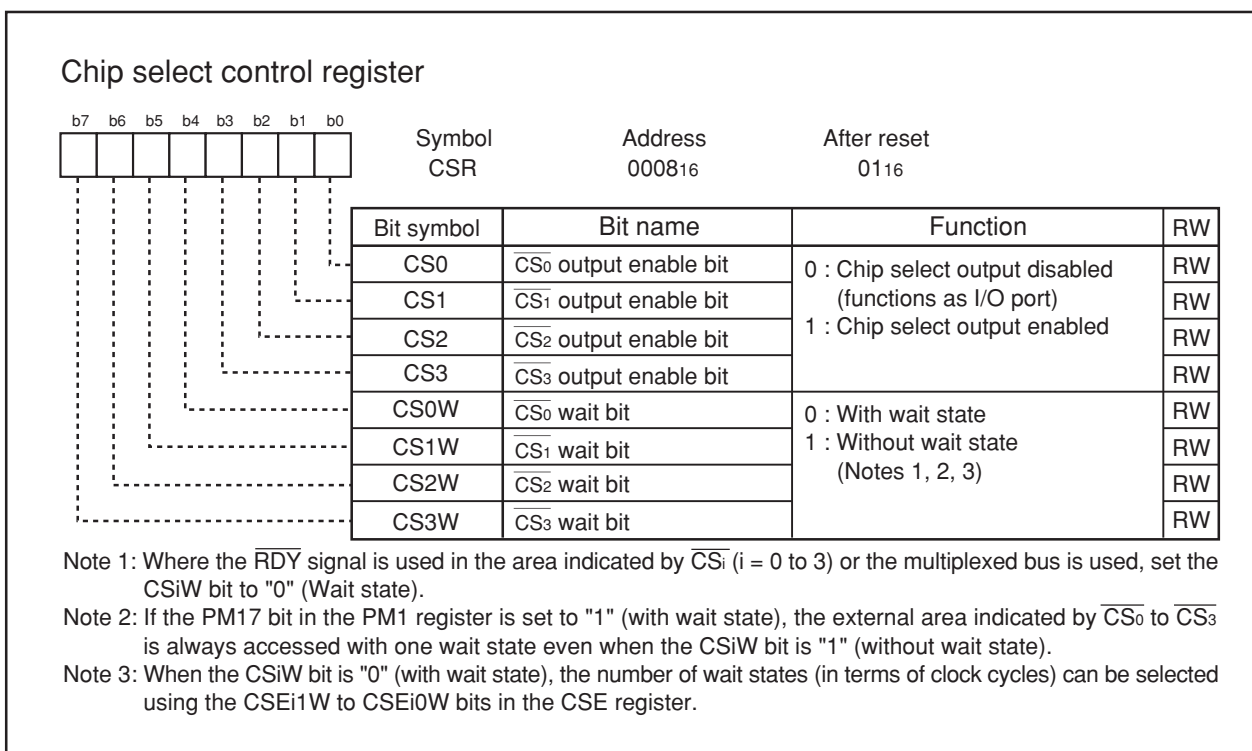 Chip select control register
b7 b6 b5 b4 b3 b2 b1 b0
Symbol Address After reset
CSR 000816 0116
Bit symbol Bit name Function RW
CS0 CS0 output enable bit 0 : Chip select output disabled RW
CS1 CS1 output enable bit (functions as I/O port) RW
CS2 CS2 output enable bit 1 : Chip select output enabled RW
CS3 CS3 output enable bit RW
CS0W CS0 wait bit 0 : With wait state RW
CS1W CS1 wait bit 1 : Without wait state RW
CS2W CS2 wait bit (Notes 1, 2, 3) RW
CS3W CS3 wait bit RW
Note 1: Where the RDY signal is used in the area indicated by CSi (i = 0 to 3) or the multiplexed bus is used, set the
CSiW bit to "0" (Wait state).
Note 2: If the PM17 bit in the PM1 register is set to "1" (with wait state), the external area indicated by CS0 to CS3
is always accessed with one wait state even when the CSiW bit is "1" (without wait state).
Note 3: When the CSiW bit is "0" (with wait state), the number of wait states (in terms of clock cycles) can be selected
using the CSEi1W to CSEi0W bits in the CSE register.